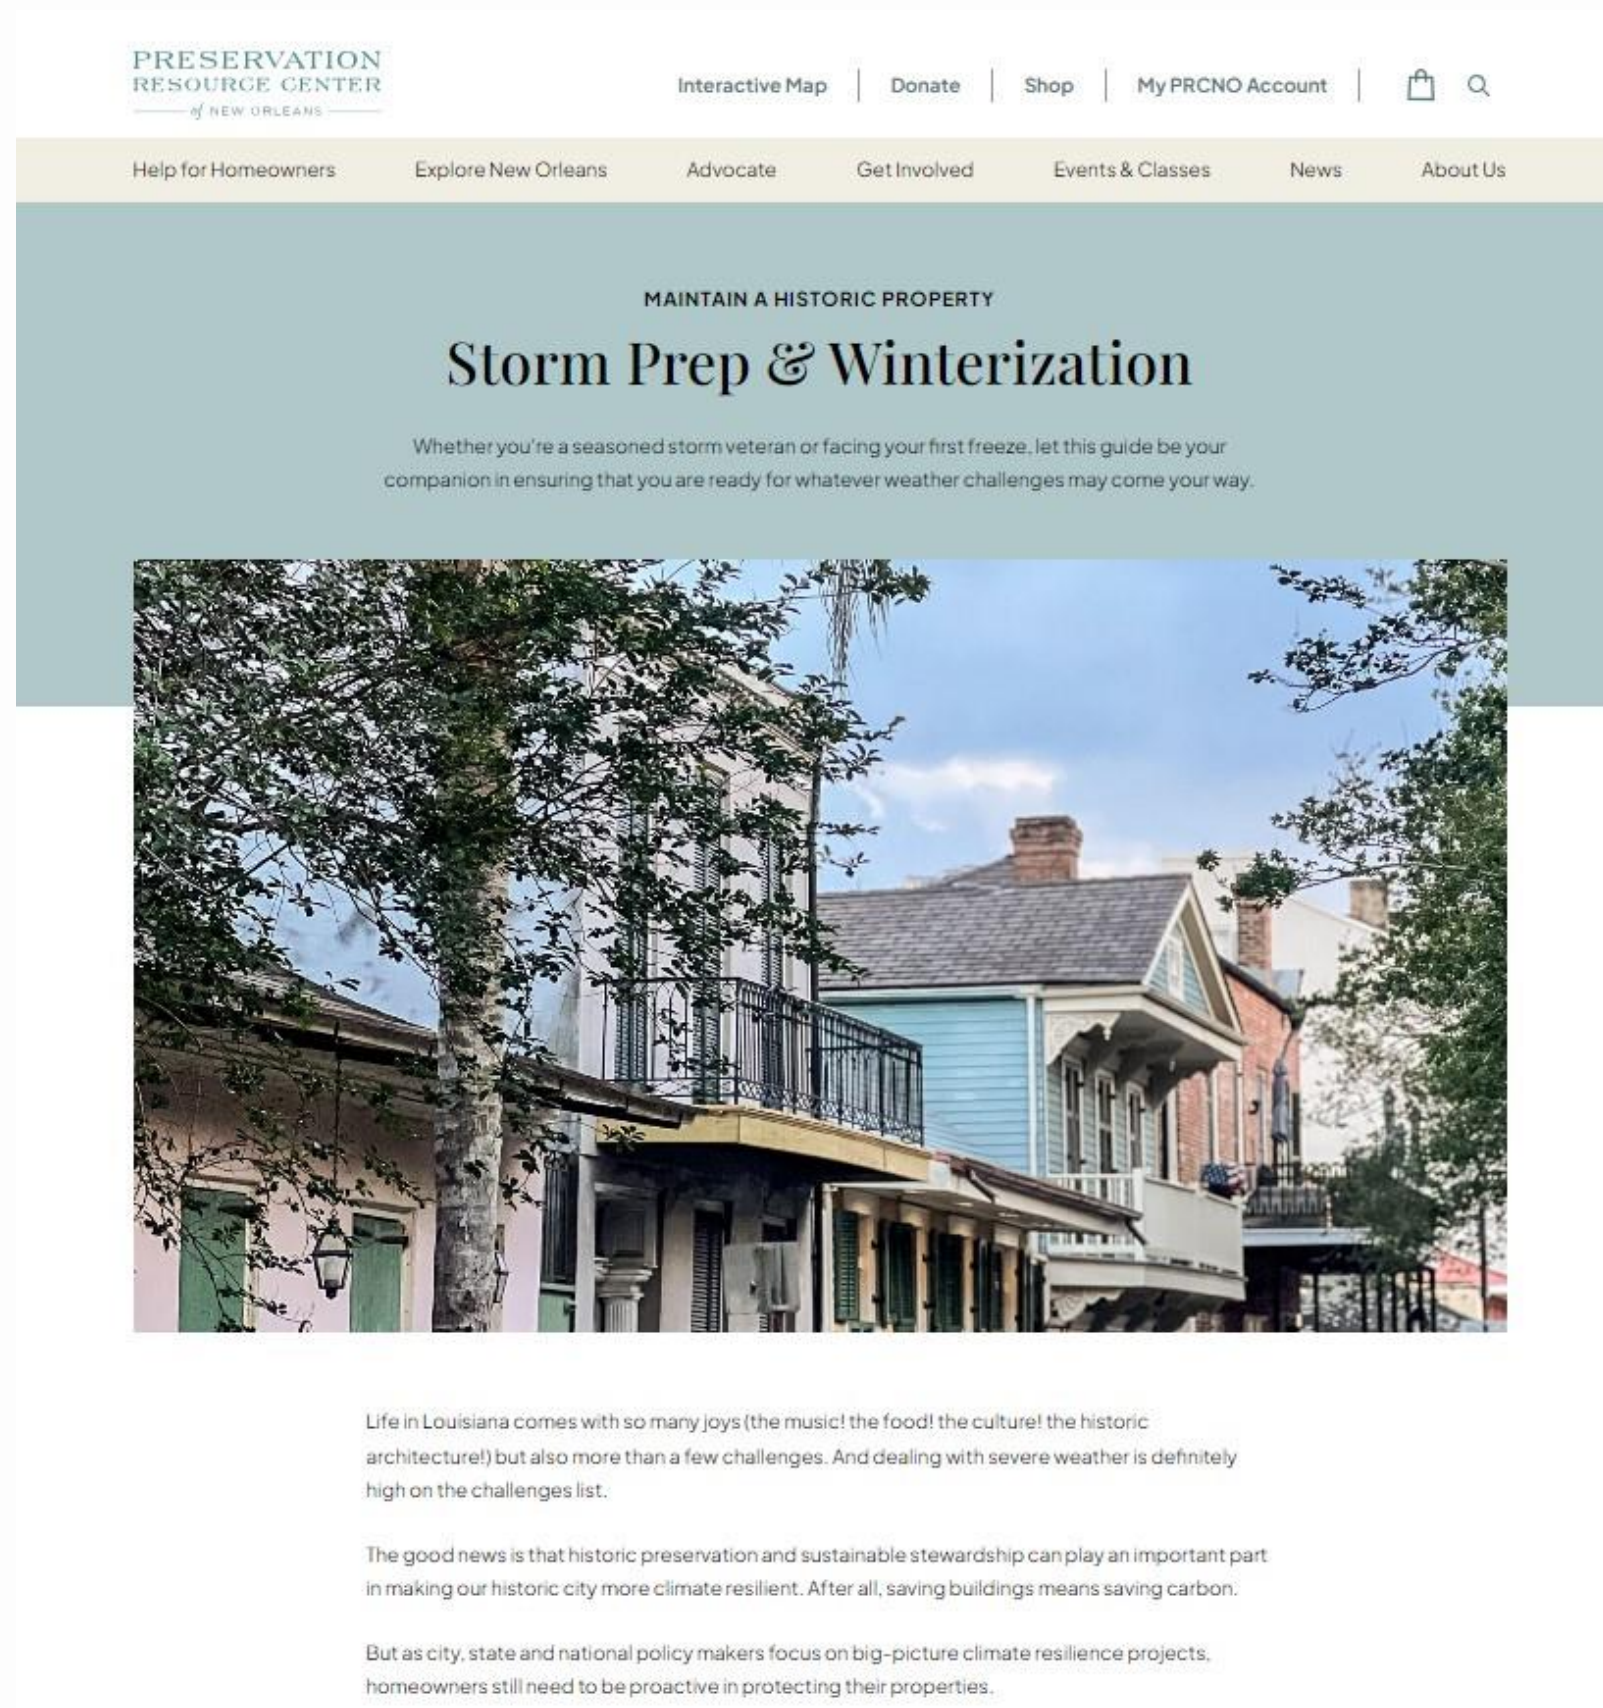 PRESERVATION
RESOURCE CENTER
of NEW ORLEANS
Interactive Map
Donate
Shop
My PRCNO Account
Help for Homeowners
Explore New Orleans
Advocate
Get Involved
Events & Classes
News
About Us
MAINTAIN A HISTORIC PROPERTY
Storm Prep & Winterization
Whether you're a seasoned storm veteran or facing your first freeze, let this guide be your
companion in ensuring that you are ready for whatever weather challenges may come your way.
Life in Louisiana comes with so many joys (the music! the food! the culture! the historic
architecture!) but also more than a few challenges. And dealing with severe weather is definitely
high on the challenges list.
The good news is that historic preservation and sustainable stewardship can play an important part
in making our historic city more climate resilient. After all, saving buildings means saving carbon.
But as city, state and national policy makers focus on big-picture climate resilience projects,
homeowners still need to be proactive in protecting their properties.